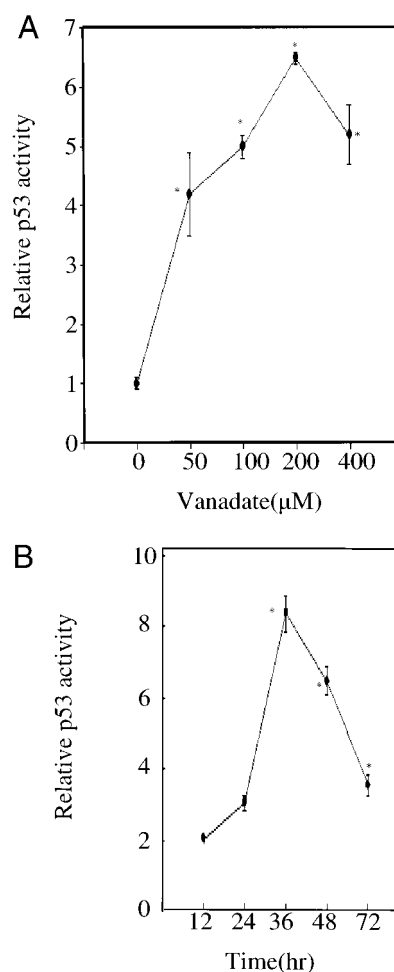 A
7
6
5
4
3
2
1
0
Relative p53 activity
*
*
*
*
0 50 100 200 400
Vanadate(μM)
B
10
8
6
4
2
0
Relative p53 activity
*
*
*
12 24 36 48 72
Time(hr)